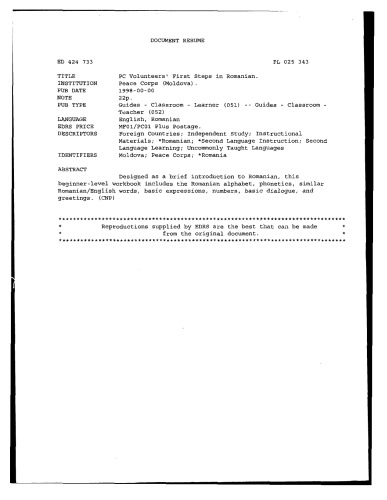 DOCUMENT RESUME
ED 424 733 FL 025 343
TITLE PC Volunteers' First Steps in Romanian.
INSTITUTION Peace Corps (Moldova).
PUB DATE 1998-00-00
NOTE 22p.
PUB TYPE Guides - Classroom - Learner (051) -- Guides - Classroom -
Teacher (052)
LANGUAGE English, Romanian
EDRS PRICE MF01/PC01 Plus Postage.
DESCRIPTORS Foreign Countries; Independent Study; Instructional
Materials; *Romanian; *Second Language Instruction; Second
Language Learning; Uncommonly Taught Languages
IDENTIFIERS Moldova; Peace Corps; *Romania
ABSTRACT
Designed as a brief introduction to Romanian, this
beginner-level workbook includes the Romanian alphabet, phonetics, similar
Romanian/English words, basic expressions, numbers, basic dialogue, and
greetings. (CNP)
********************************************************************************
* Reproductions supplied by EDRS are the best that can be made *
* from the original document. *
********************************************************************************